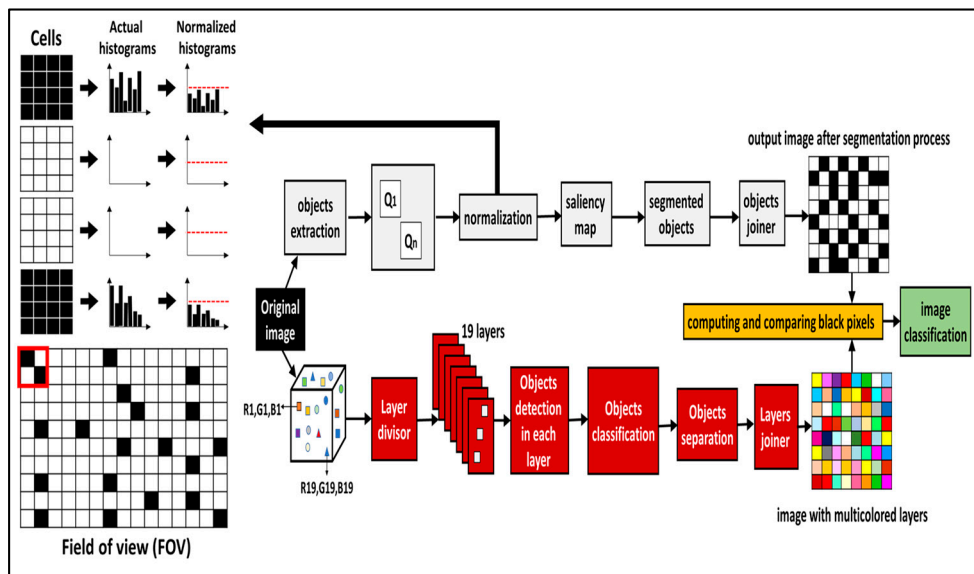 Cells
Actual
histograms
Normalized
histograms
output image after segmentation process
objects
extraction
Q1
Qn
normalization
saliency
map
segmented
objects
objects
joiner
Original
image
computing and comparing black pixels
image
classification
19 layers
R1,G1,B1
R19,G19,B19
Layer
divisor
Objects
detection
in each
layer
Objects
classification
Objects
separation
Layers
joiner
image with multicolored layers
Field of view (FOV)